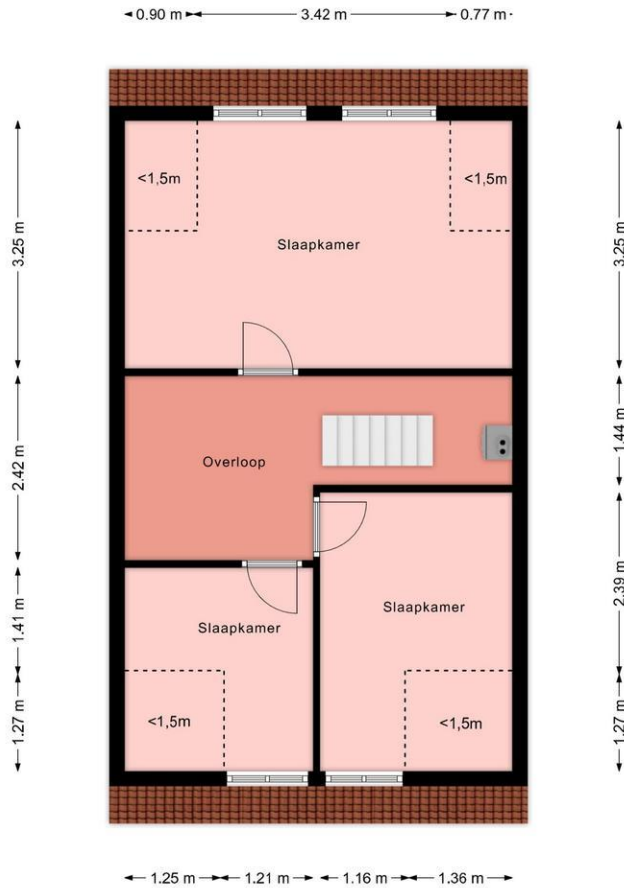 0.90 m
3.42 m
0.77 m
<1,5m
<1,5m
3.25 m
3.25 m
Slaapkamer
1.44 m
2.42 m
Overloop
2.39 m
1.41 m
Slaapkamer
Slaapkamer
1.27 m
<1,5m
<1,5m
1.27 m
1.25 m
1.21 m
1.16 m
1.36 m